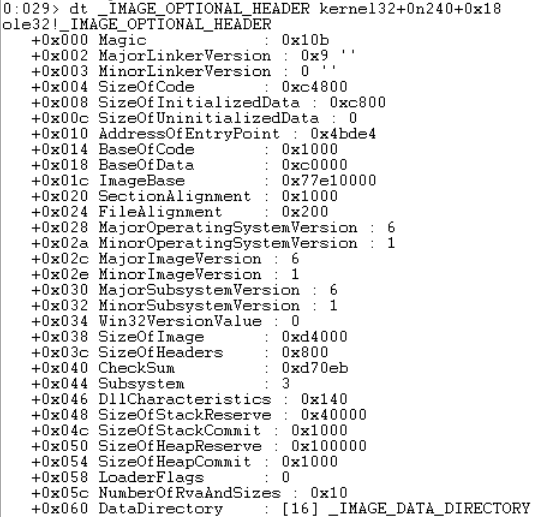 0:029> dt _IMAGE_OPTIONAL_HEADER kernel32+0n240+0x18
ole32!_IMAGE_OPTIONAL_HEADER
+0x000 Magic : 0x10b
+0x002 MajorLinkerVersion : 0x9 ''
+0x003 MinorLinkerVersion : 0 ''
+0x004 SizeOfCode : 0xc4800
+0x008 SizeOfInitializedData : 0xc800
+0x00c SizeOfUninitializedData : 0
+0x010 AddressOfEntryPoint : 0x4bde4
+0x014 BaseOfCode : 0x1000
+0x018 BaseOfData : 0xc0000
+0x01c ImageBase : 0x77e10000
+0x020 SectionAlignment : 0x1000
+0x024 FileAlignment : 0x200
+0x028 MajorOperatingSystemVersion : 6
+0x02a MinorOperatingSystemVersion : 1
+0x02c MajorImageVersion : 6
+0x02e MinorImageVersion : 1
+0x030 MajorSubsystemVersion : 6
+0x032 MinorSubsystemVersion : 1
+0x034 Win32VersionValue : 0
+0x038 SizeOfImage : 0xd4000
+0x03c SizeOfHeaders : 0x800
+0x040 CheckSum : 0xd70eb
+0x044 Subsystem : 3
+0x046 DllCharacteristics : 0x140
+0x048 SizeOfStackReserve : 0x40000
+0x04c SizeOfStackCommit : 0x1000
+0x050 SizeOfHeapReserve : 0x100000
+0x054 SizeOfHeapCommit : 0x1000
+0x058 LoaderFlags : 0
+0x05c NumberOfRvaAndSizes : 0x10
+0x060 DataDirectory : [16] _IMAGE_DATA_DIRECTORY